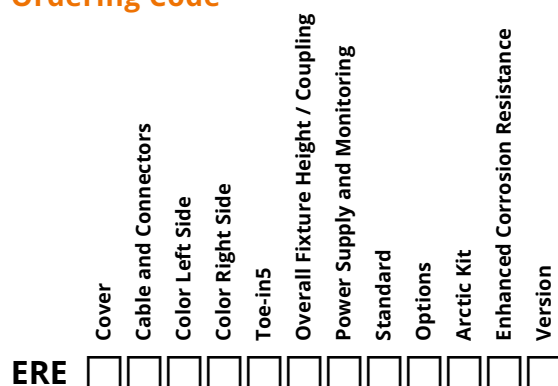 Ordering Code
Cover
Cable and Connectors
Color Left Side
Color Right Side
Toe-in5
Overall Fixture Height / Coupling
Power Supply and Monitoring
Standard
Options
Arctic Kit
Enhanced Corrosion Resistance
Version
ERE